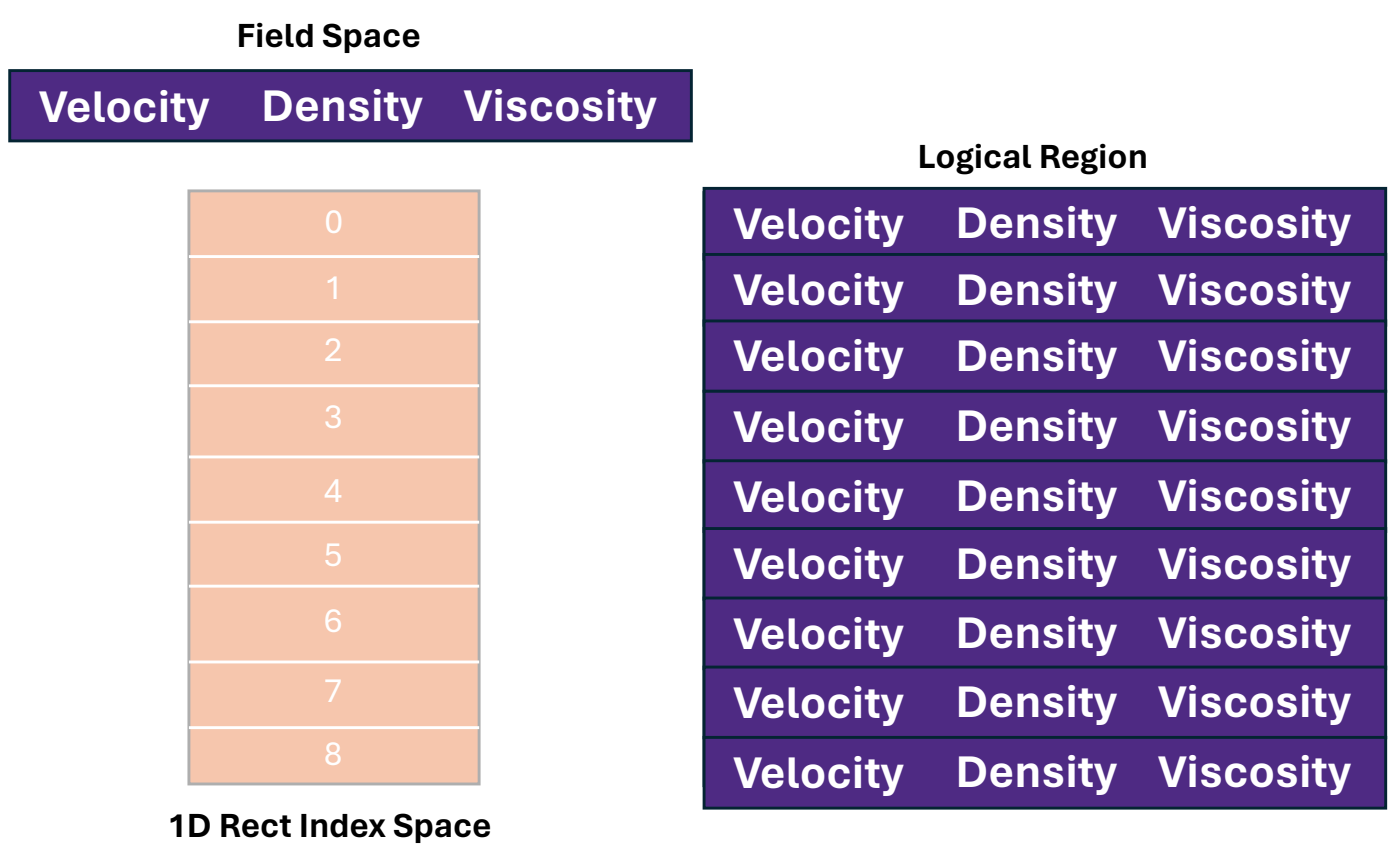 Field Space
Velocity Density Viscosity
0
1
2
3
4
5
6
7
8
1D Rect Index Space
Logical Region
Velocity Density Viscosity
Velocity Density Viscosity
Velocity Density Viscosity
Velocity Density Viscosity
Velocity Density Viscosity
Velocity Density Viscosity
Velocity Density Viscosity
Velocity Density Viscosity
Velocity Density Viscosity